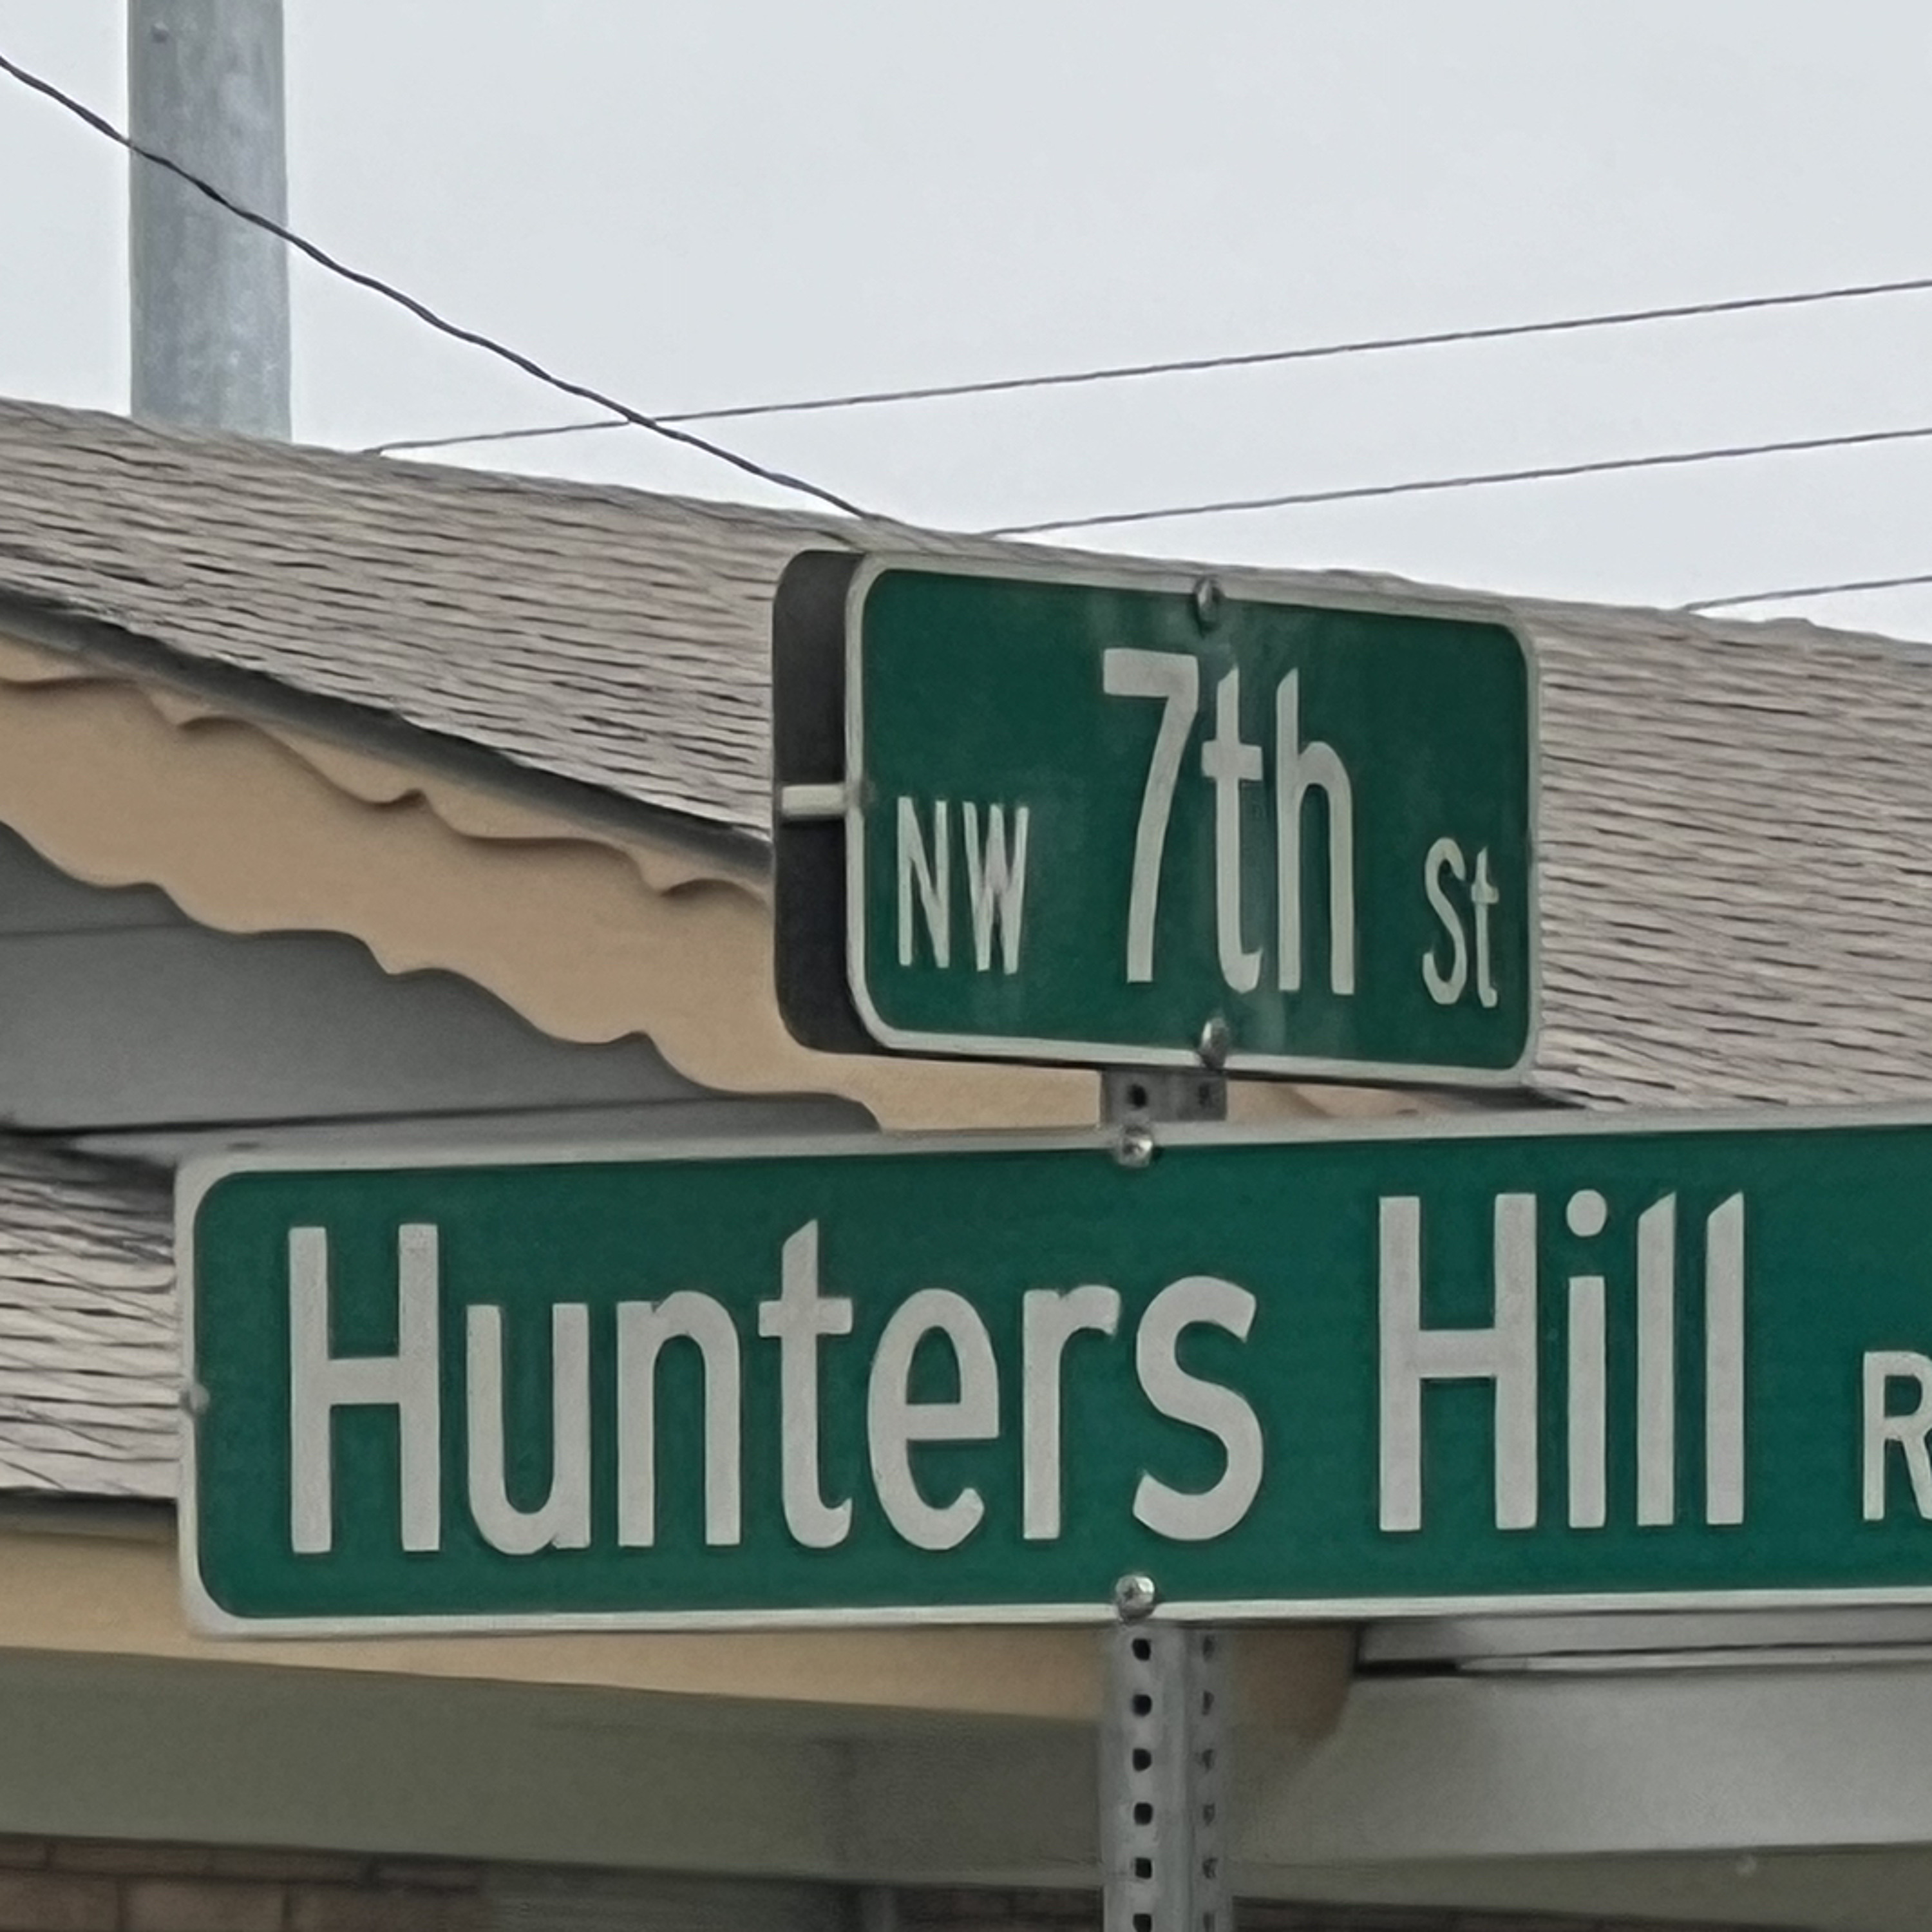 NW 7th St
Hunters Hill R